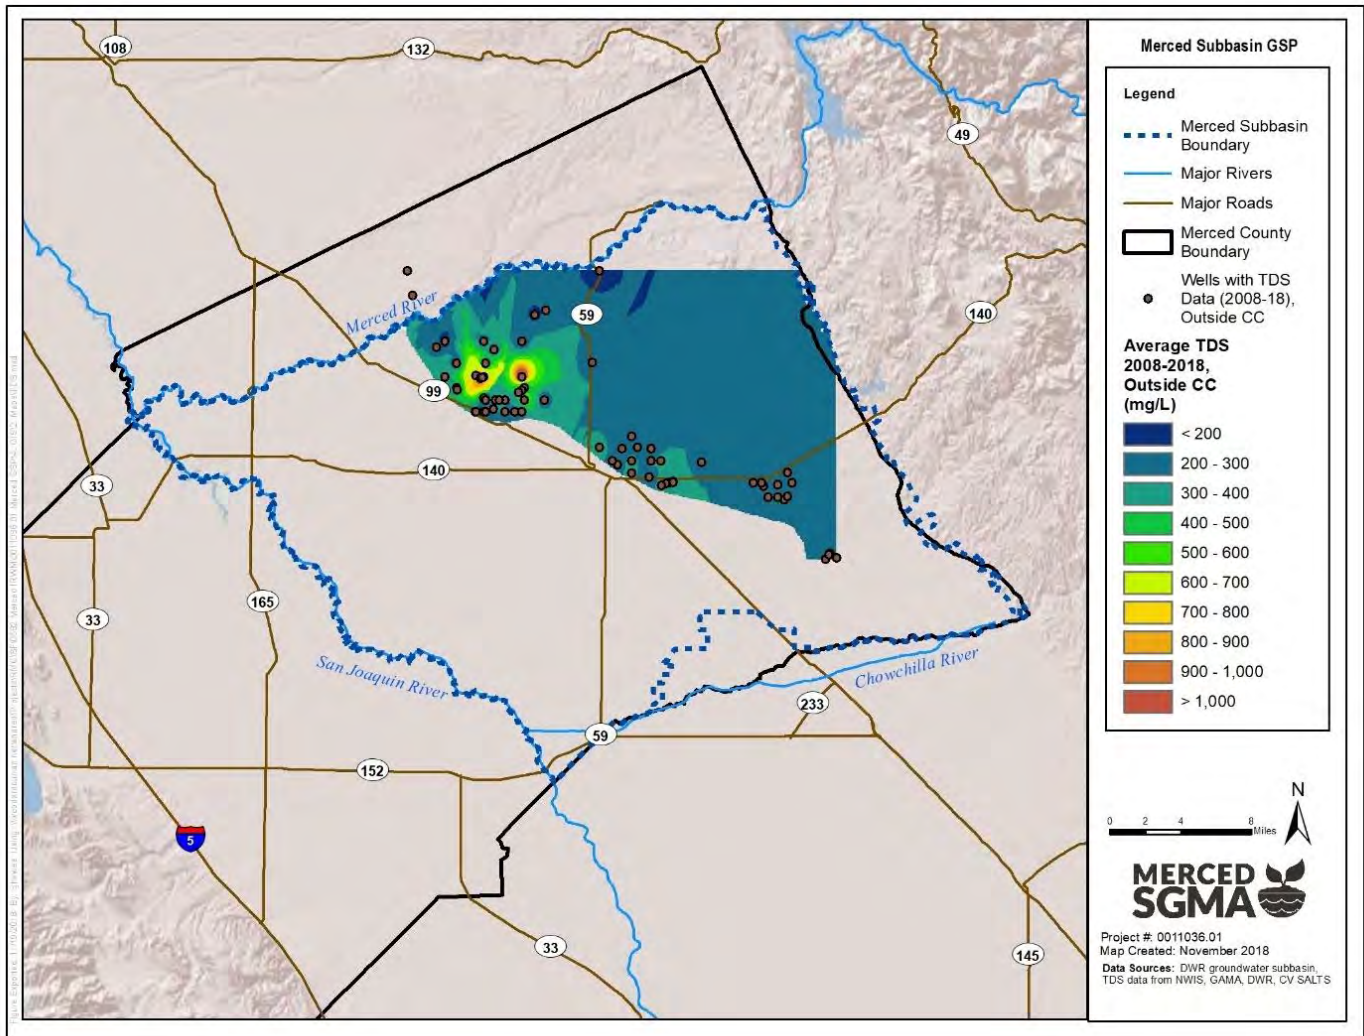 108
132
49
Merced River
59
140
99
140
33
33
165
San Joaquin River
Chowchilla River
233
59
152
5
33
145
Merced Subbasin GSP
Legend
Merced Subbasin
Boundary
Major Rivers
Major Roads
Merced County
Boundary
Wells with TDS
Data (2008-18),
Outside CC
Average TDS
2008-2018,
Outside CC
(mg/L)
< 200
200 - 300
300 - 400
400 - 500
500 - 600
600 - 700
700 - 800
800 - 900
900 - 1,000
> 1,000
N
0 2 4 8
Miles
MERCED
SGMA
Project #: 0011036.01
Map Created: November 2018
Data Sources: DWR groundwater subbasin,
TDS data from NWIS, GAMA, DWR, CV SALTS